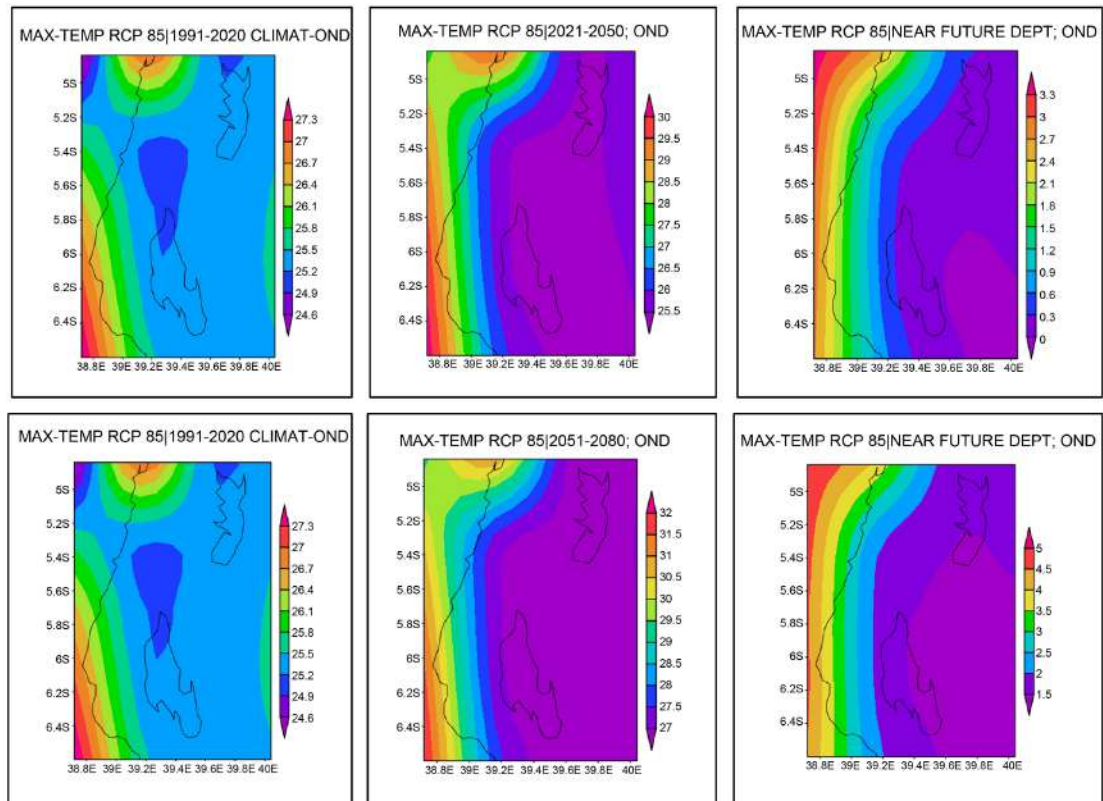 MAX-TEMP RCP 85|1991-2020 CLIMAT-OND
5S
5.2S
5.4S
5.6S
5.8S
6S
6.2S
6.4S
38.8E 39E 39.2E 39.4E 39.6E 39.8E 40E
27.3
27
26.7
26.4
26.1
25.8
25.5
25.2
24.9
24.6
MAX-TEMP RCP 85|2021-2050; OND
5S
5.2S
5.4S
5.6S
5.8S
6S
6.2S
6.4S
38.8E 39E 39.2E 39.4E 39.6E 39.8E 40E
30
29.5
29
28.5
28
27.5
27
26.5
26
25.5
MAX-TEMP RCP 85|NEAR FUTURE DEPT; OND
5S
5.2S
5.4S
5.6S
5.8S
6S
6.2S
6.4S
38.8E 39E 39.2E 39.4E 39.6E 39.8E 40E
3.3
3
2.7
2.4
2.1
1.8
1.5
1.2
0.9
0.6
0.3
0
MAX-TEMP RCP 85|1991-2020 CLIMAT-OND
5S
5.2S
5.4S
5.6S
5.8S
6S
6.2S
6.4S
38.8E 39E 39.2E 39.4E 39.6E 39.8E 40E
27.3
27
26.7
26.4
26.1
25.8
25.5
25.2
24.9
24.6
MAX-TEMP RCP 85|2051-2080; OND
5S
5.2S
5.4S
5.6S
5.8S
6S
6.2S
6.4S
38.8E 39E 39.2E 39.4E 39.6E 39.8E 40E
32
31.5
31
30.5
30
29.5
29
28.5
28
27.5
27
MAX-TEMP RCP 85|NEAR FUTURE DEPT; OND
5S
5.2S
5.4S
5.6S
5.8S
6S
6.2S
6.4S
38.8E 39E 39.2E 39.4E 39.6E 39.8E 40E
5
4.5
4
3.5
3
2.5
2
1.5